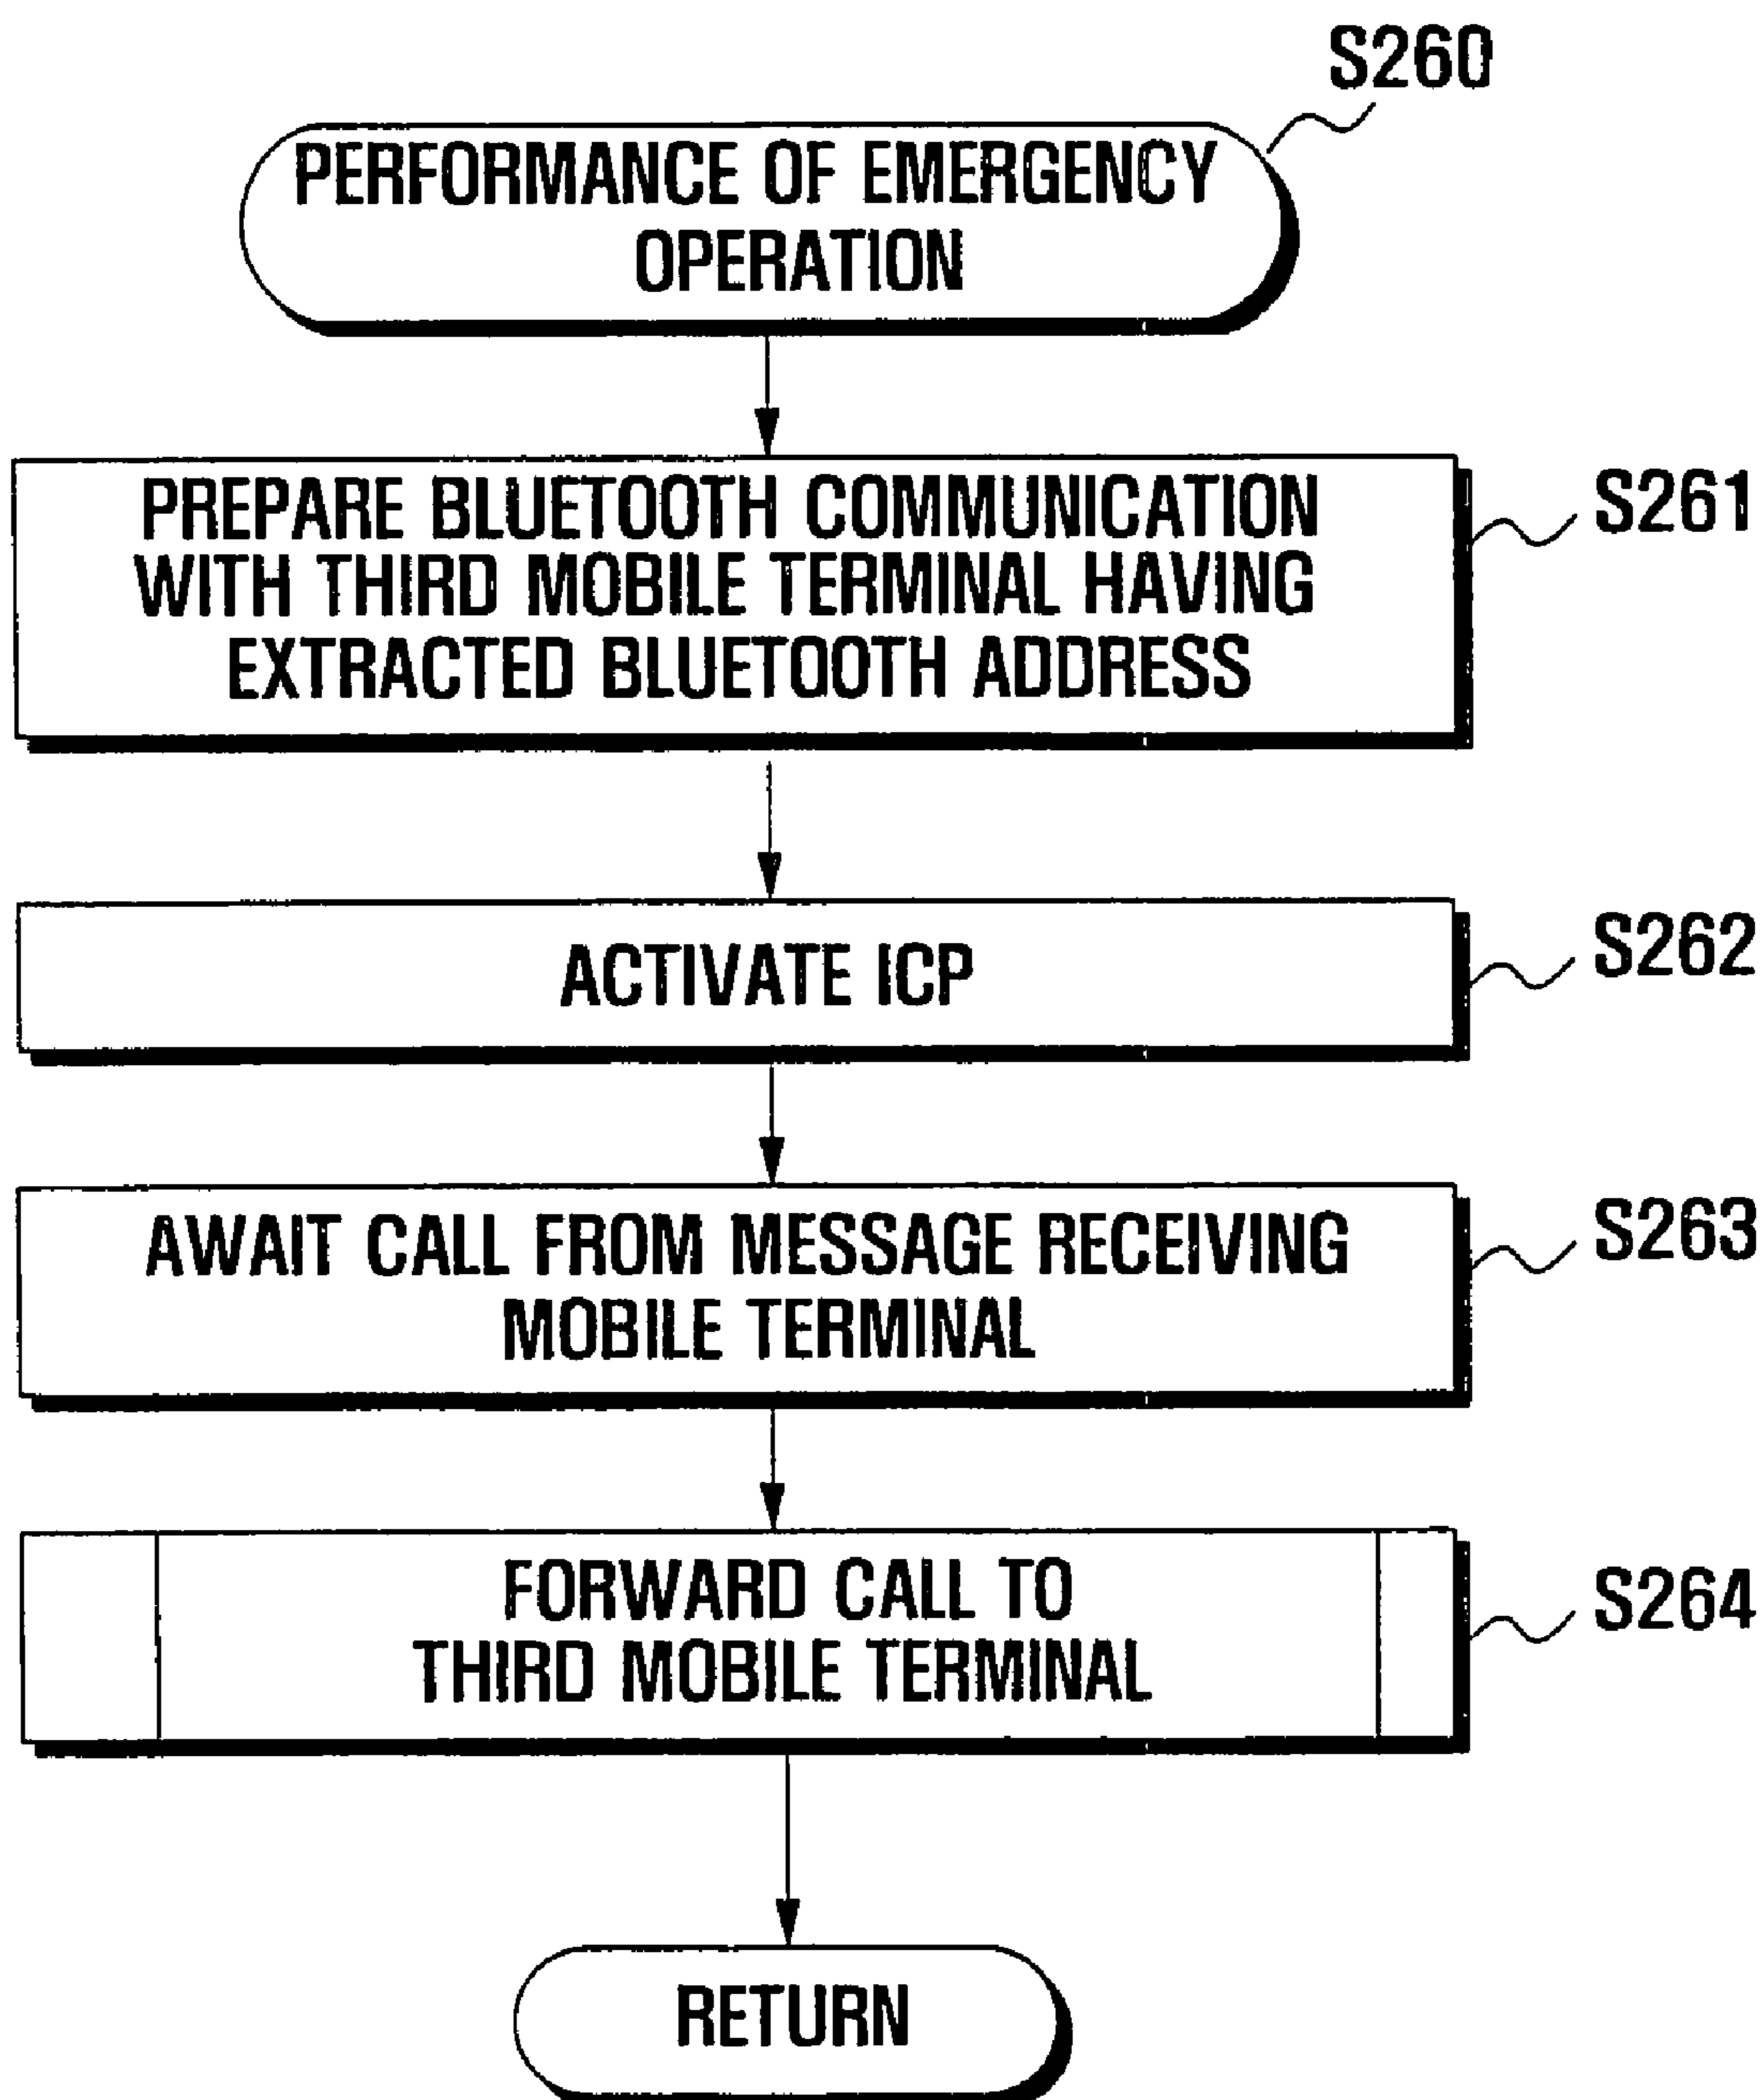 S260
PERFORMANCE OF EMERGENCY
OPERATION
PREPARE BLUETOOTH COMMUNICATION
WITH THIRD MOBILE TERMINAL HAVING
EXTRACTED BLUETOOTH ADDRESS
S261
ACTIVATE ICP
S262
AWAIT CALL FROM MESSAGE RECEIVING
MOBILE TERMINAL
S263
FORWARD CALL TO
THIRD MOBILE TERMINAL
S264
RETURN